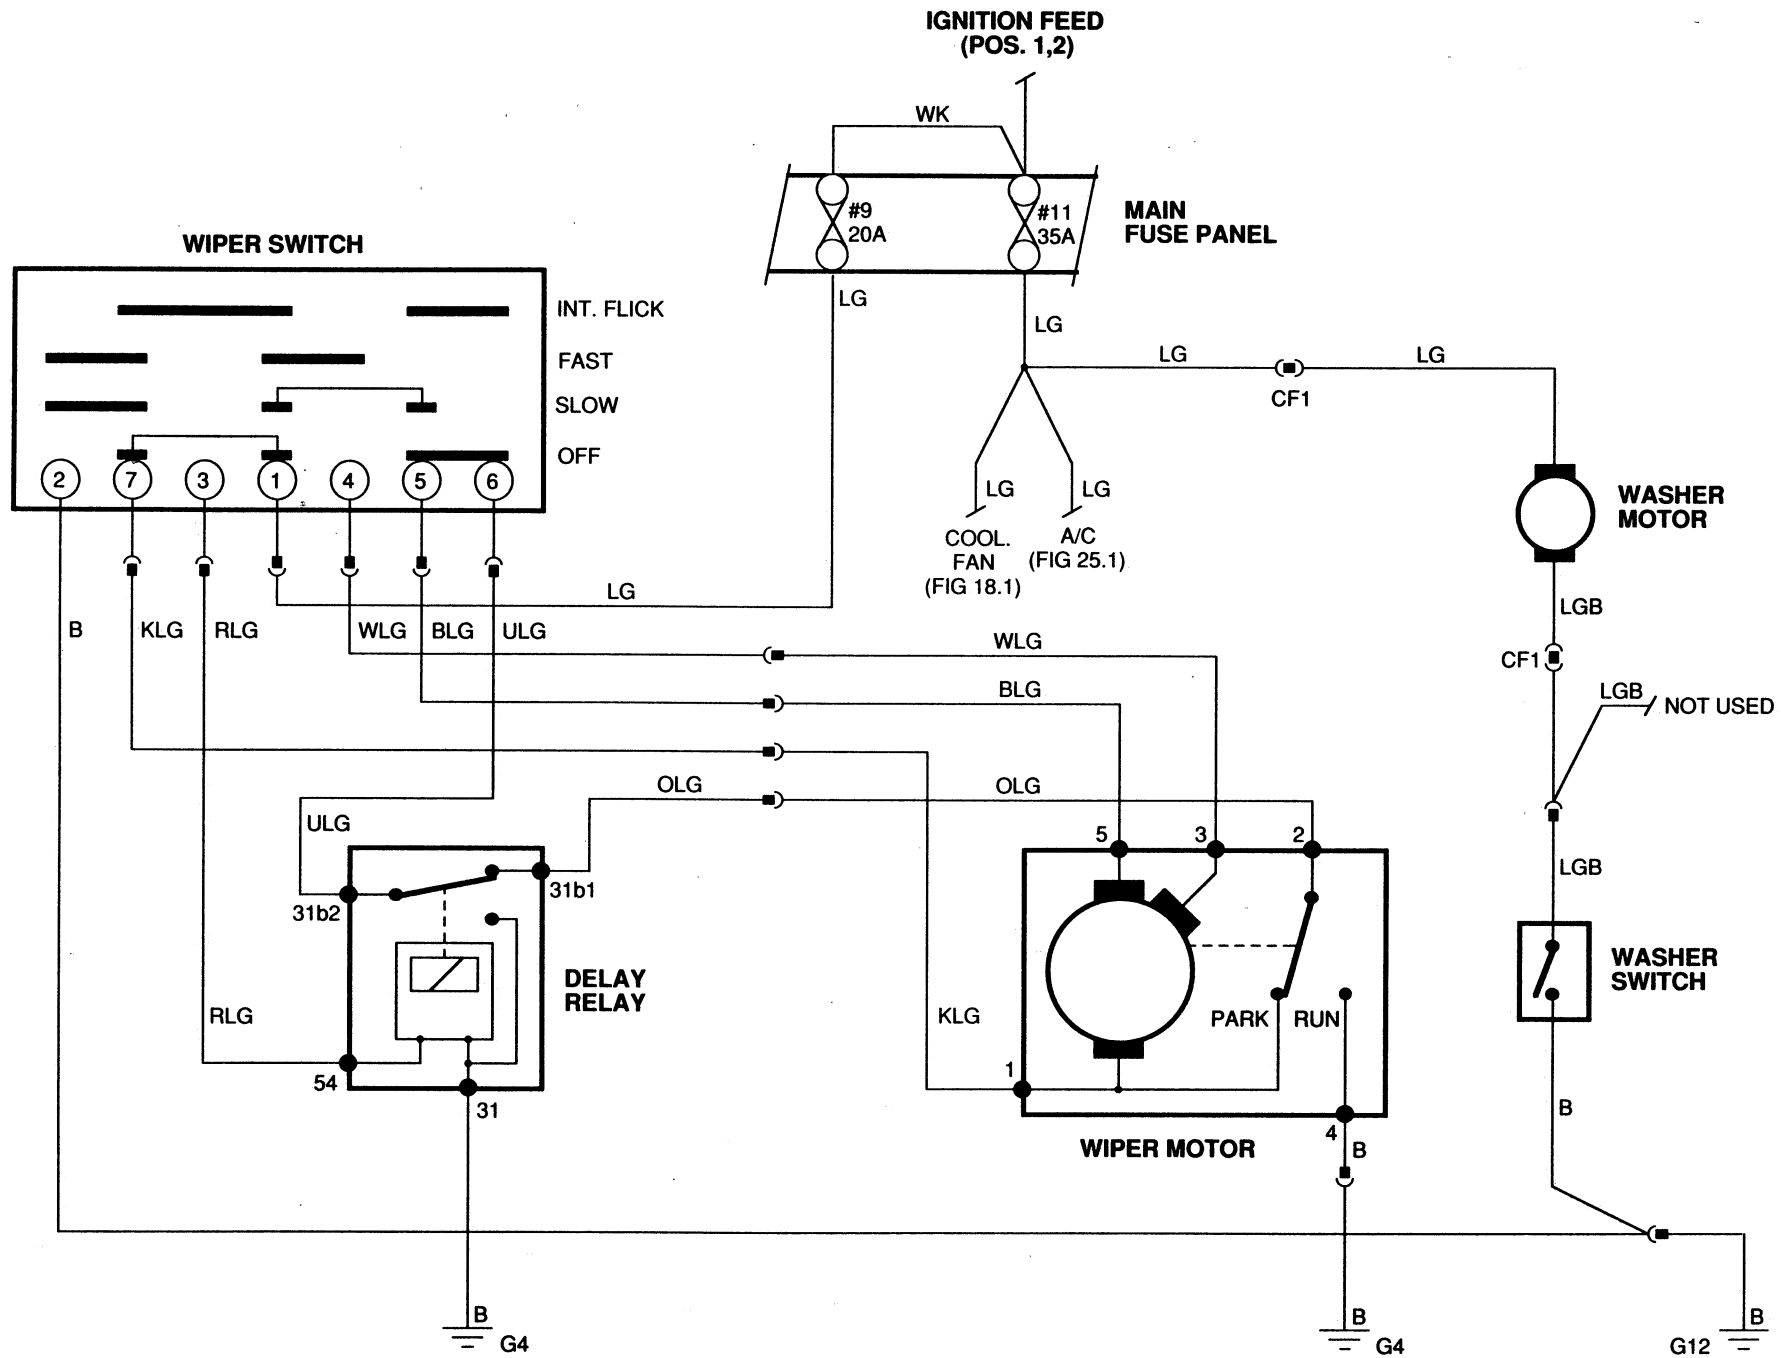 IGNITION FEED
(POS. 1,2)
WK
#9
20A
#11
35A
MAIN
FUSE PANEL
WIPER SWITCH
INT. FLICK
FAST
SLOW
OFF
2 7 3 1 4 5 6
LG
LG
LG
LG
CF1
LG
LG
COOL.
FAN
(FIG 18.1)
A/C
(FIG 25.1)
WASHER
MOTOR
LG
B
KLG
RLG
WLG
BLG
ULG
WLG
BLG
OLG
OLG
LGB
CF1
LGB
NOT USED
LGB
ULG
31b2
31b1
DELAY
RELAY
RLG
54
31
5
3
2
KLG
PARK
RUN
1
4
B
WIPER MOTOR
WASHER
SWITCH
B
B
G4
B
G4
B
G12